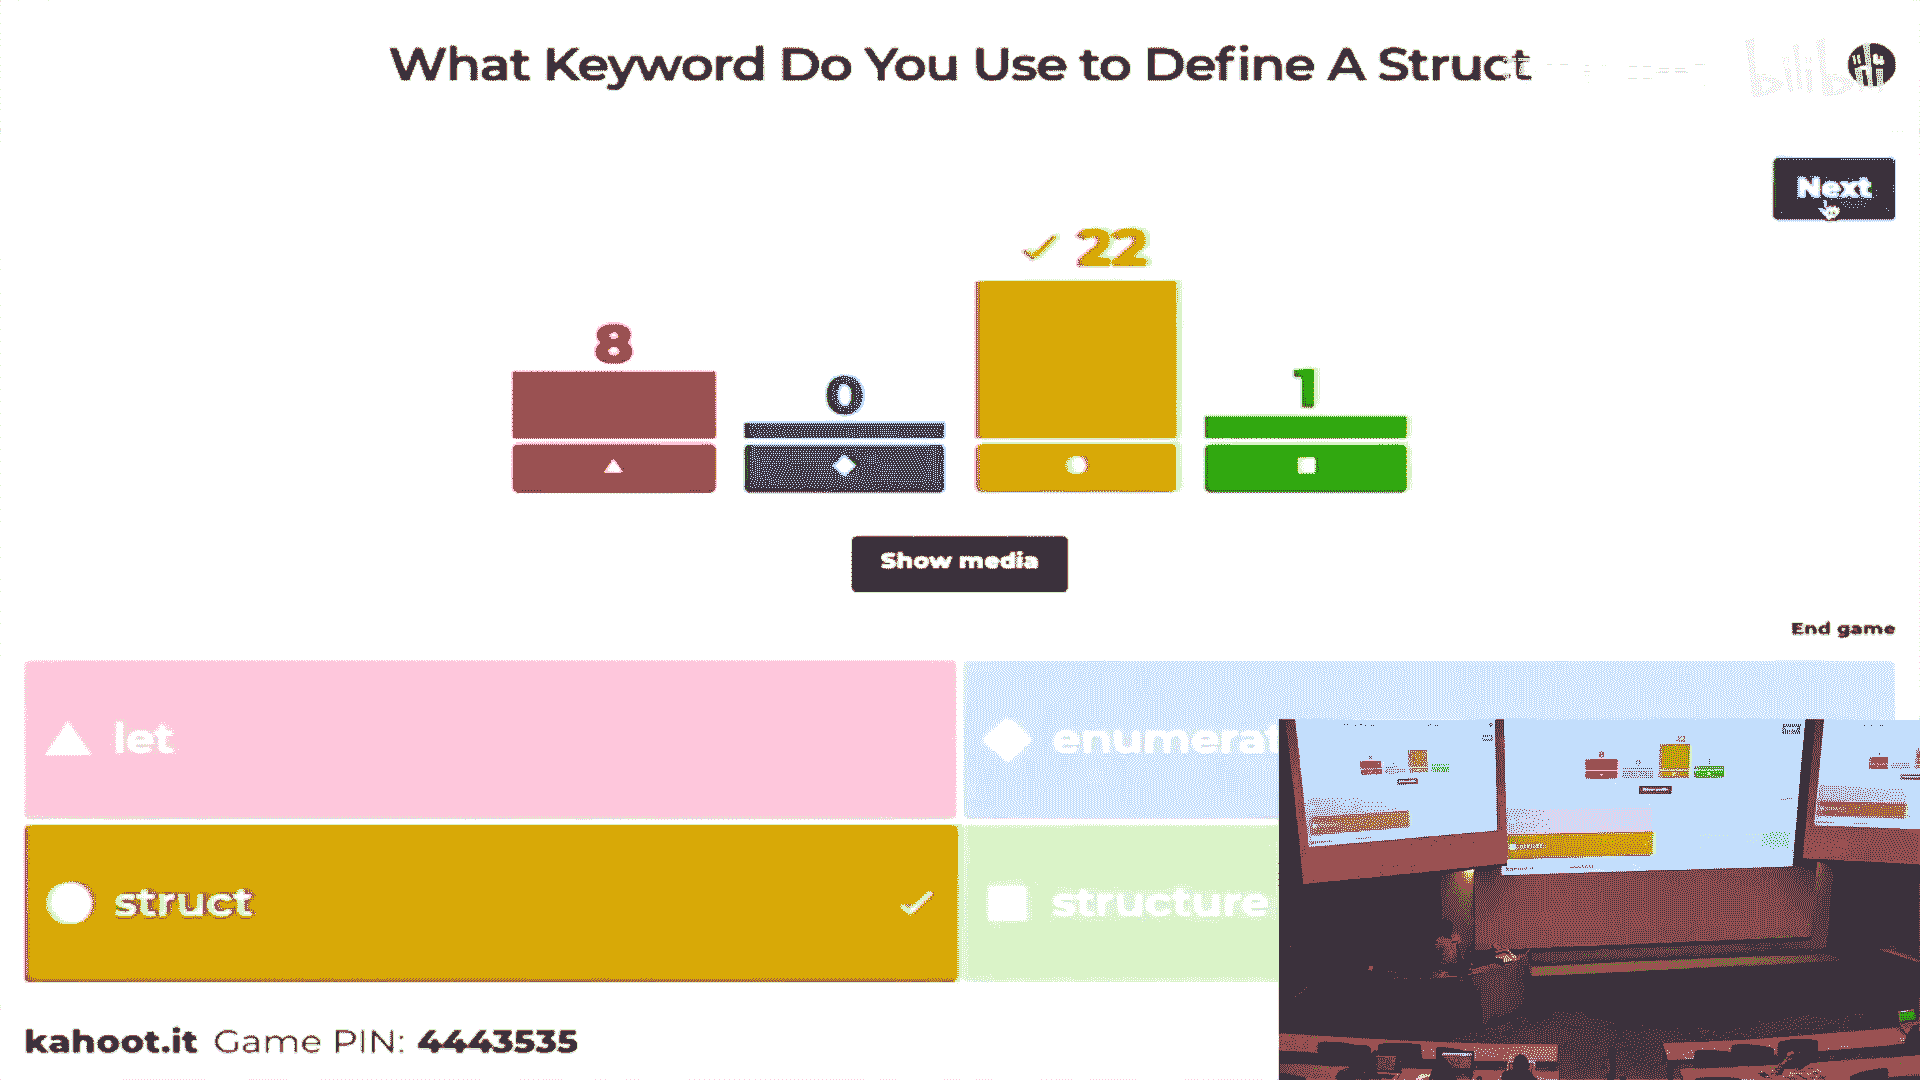 What Keyword Do You Use to Define A Struct
Next
22
8
0
1
Show media
End game
let
struct
structure
kahoot.it Game PIN: 4443535